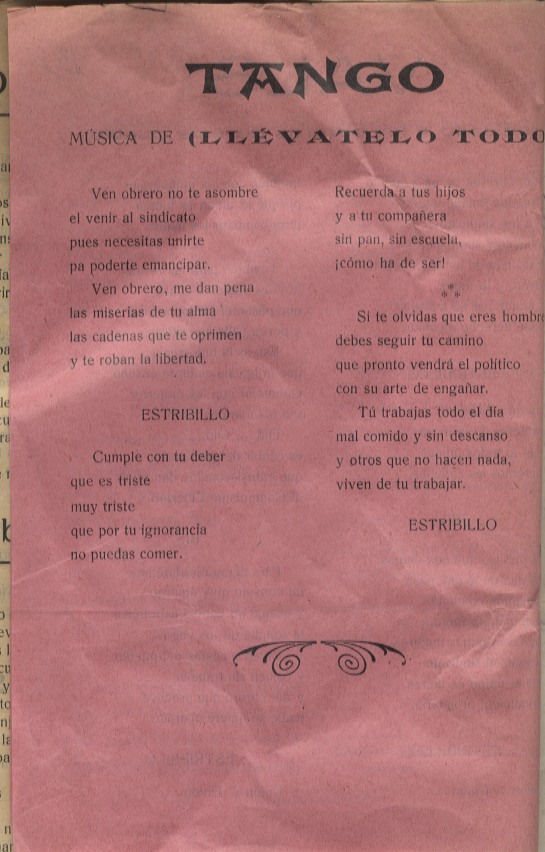 TANGO
MÚSICA DE (LLÉVATELO TODO
Ven obrero no te asombre
el venir al sindicato
pues necesitas unirte
pa poderte emancipar.
Ven obrero, me dan pena
las miserias de tu alma
las cadenas que te oprimen
y te roban la libertad.
ESTRIBILLO
Cumple con tu deber
que es triste
muy triste
que por tu ignorancia
no puedas comer.
Recuerda a tus hijos
y a tu compañera
sin pan, sin escuela,
¡cómo ha de ser!
***
Si te olvidas que eres hombre
debes seguir tu camino
que pronto vendrá el político
con su arte de engañar.
Tú trabajas todo el día
mal comido y sin descanso
y otros que no hacen nada,
viven de tu trabajar.
ESTRIBILLO